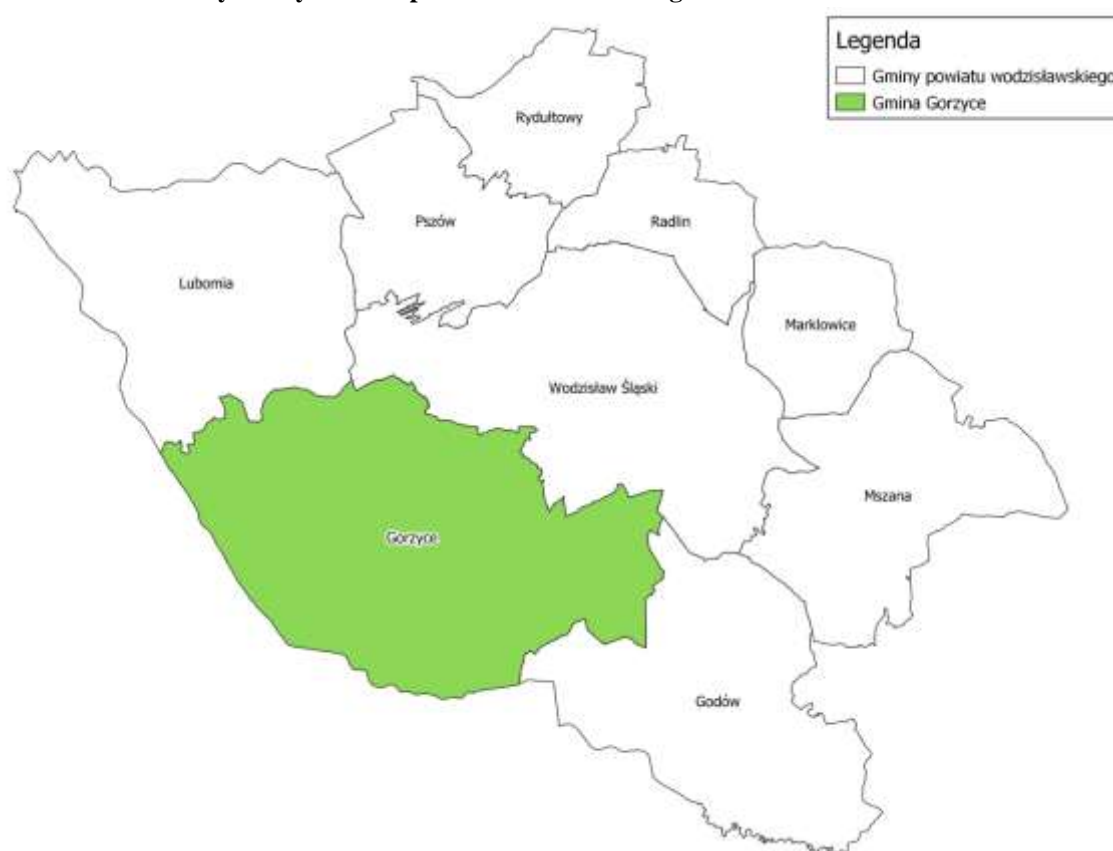 Legenda
Gminy powiatu wodzisławskiego
Gmina Gorzyce
Rydułtowy
Pszów
Radlin
Lubomia
Marklowice
Wodzisław Śląski
Mszana
Gorzyce
Godów